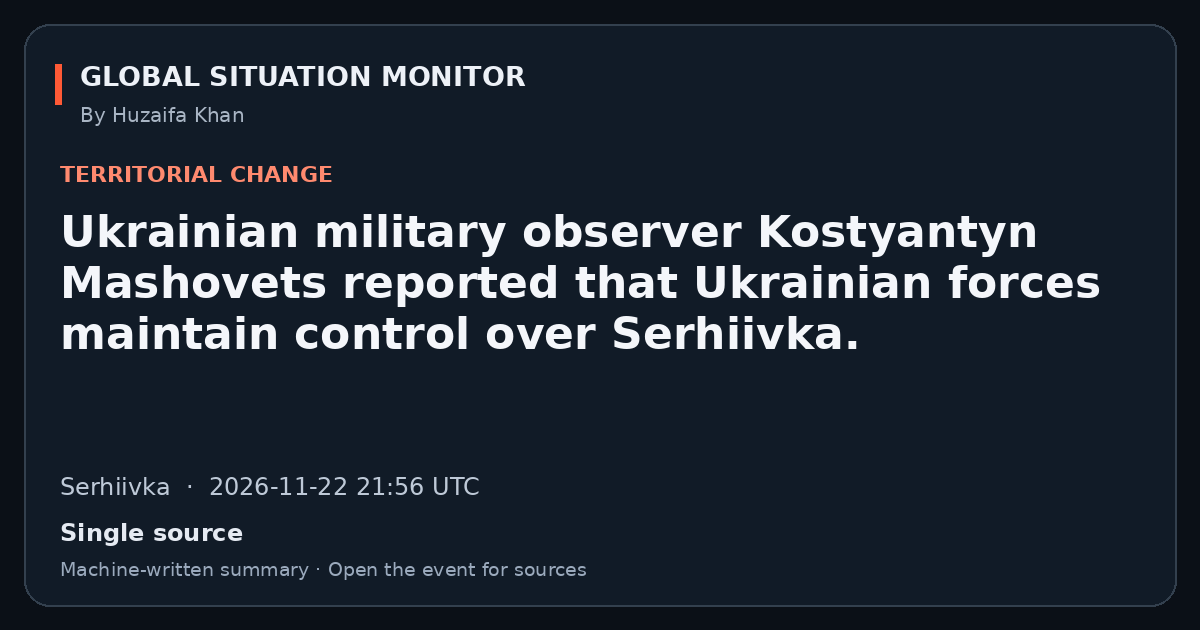 GLOBAL SITUATION MONITOR
By Huzaifa Khan
TERRITORIAL CHANGE
Ukrainian military observer Kostyantyn
Mashovets reported that Ukrainian forces
maintain control over Serhiivka.
Serhiivka · 2026-11-22 21:56 UTC
Single source
Machine-written summary · Open the event for sources